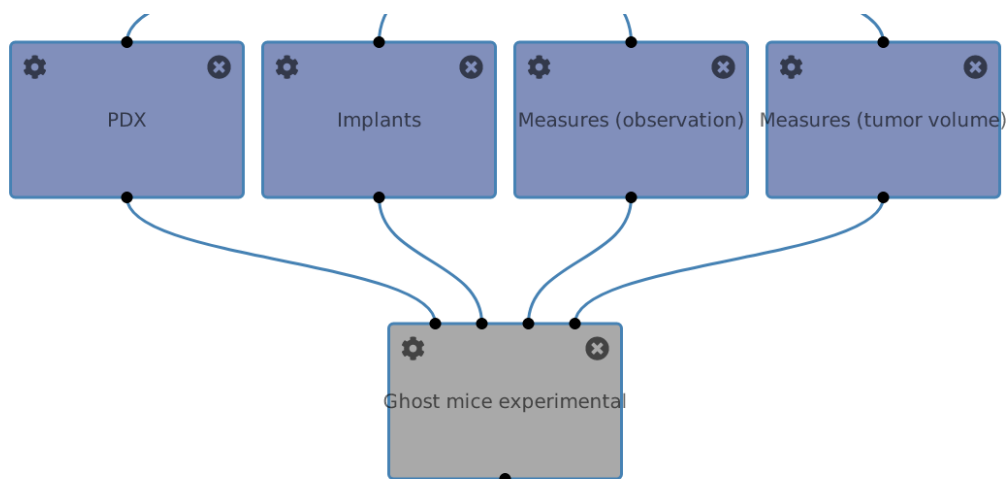 PDX
Implants
Measures (observation)
Measures (tumor volume)
Ghost mice experimental